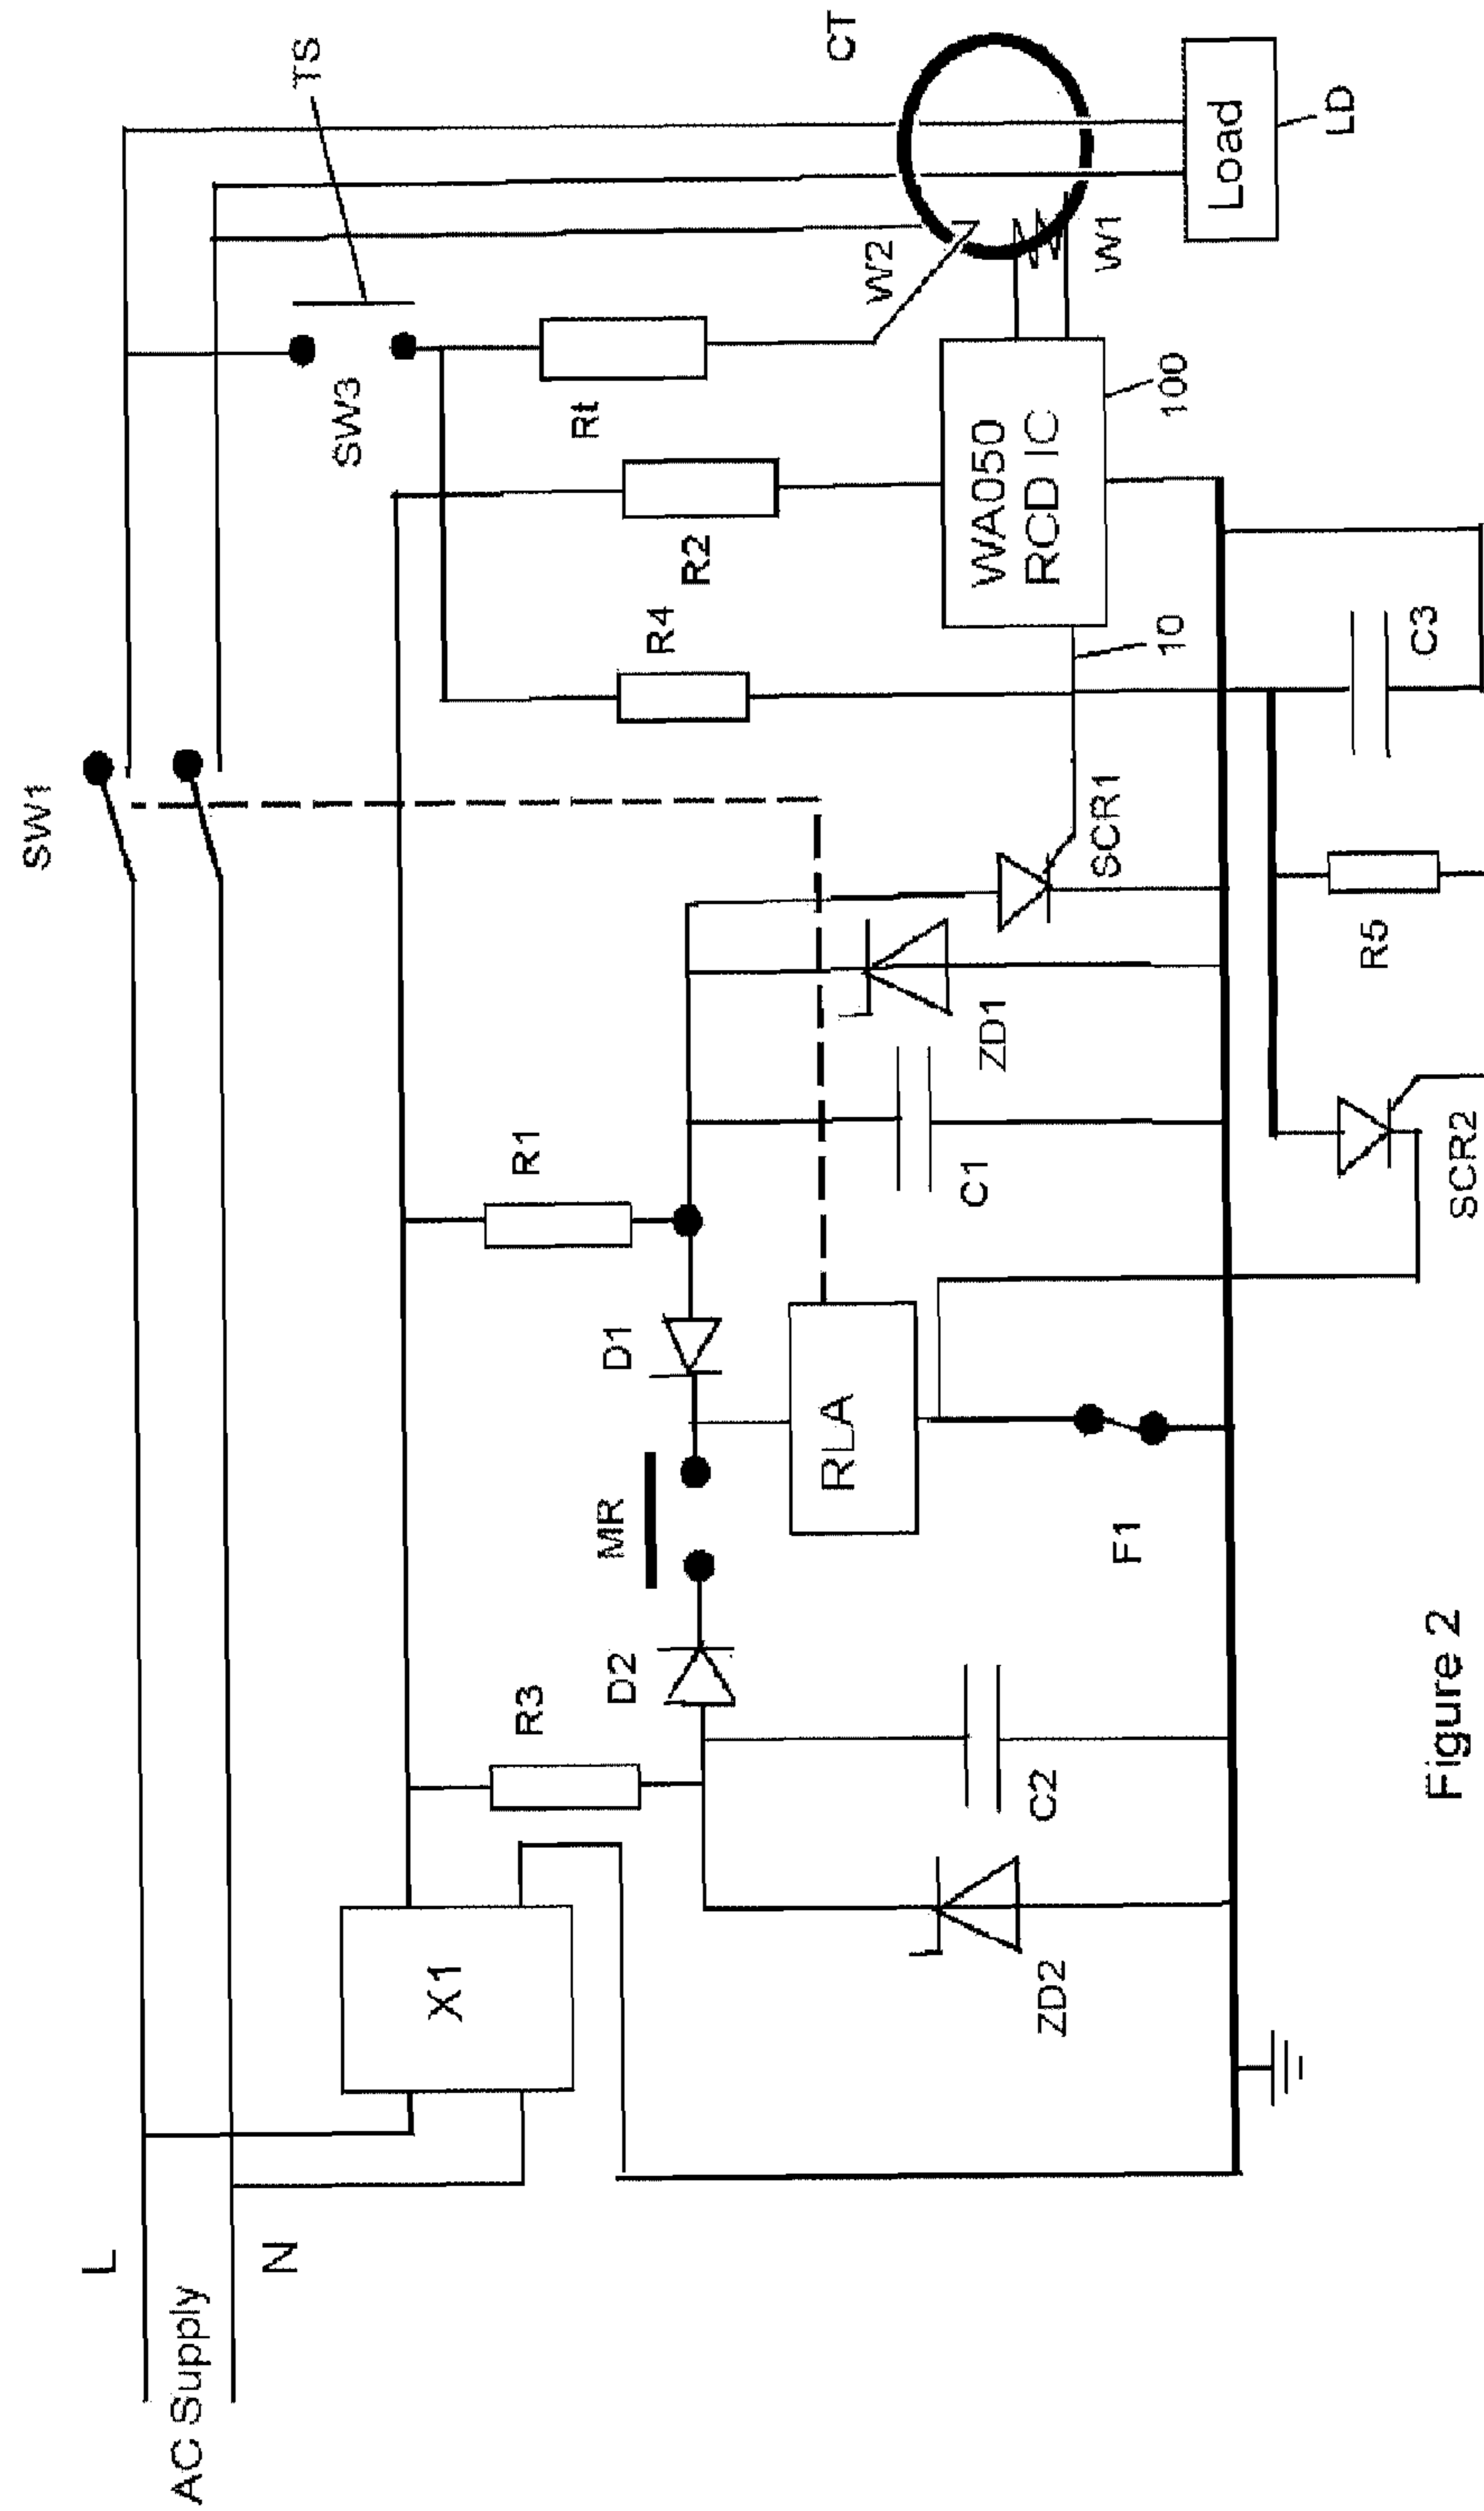 L
AC Supply
N
SW1
X1
R3
D2
MR
D1
R1
RLA
F1
C2
ZD2
C1
ZD1
SCR1
R4
R2
Rt
SW3
TS
W2
CT
W1
WA050
RCD IC
100
10
Load
LD
SCR2
R5
C3
Figure 2